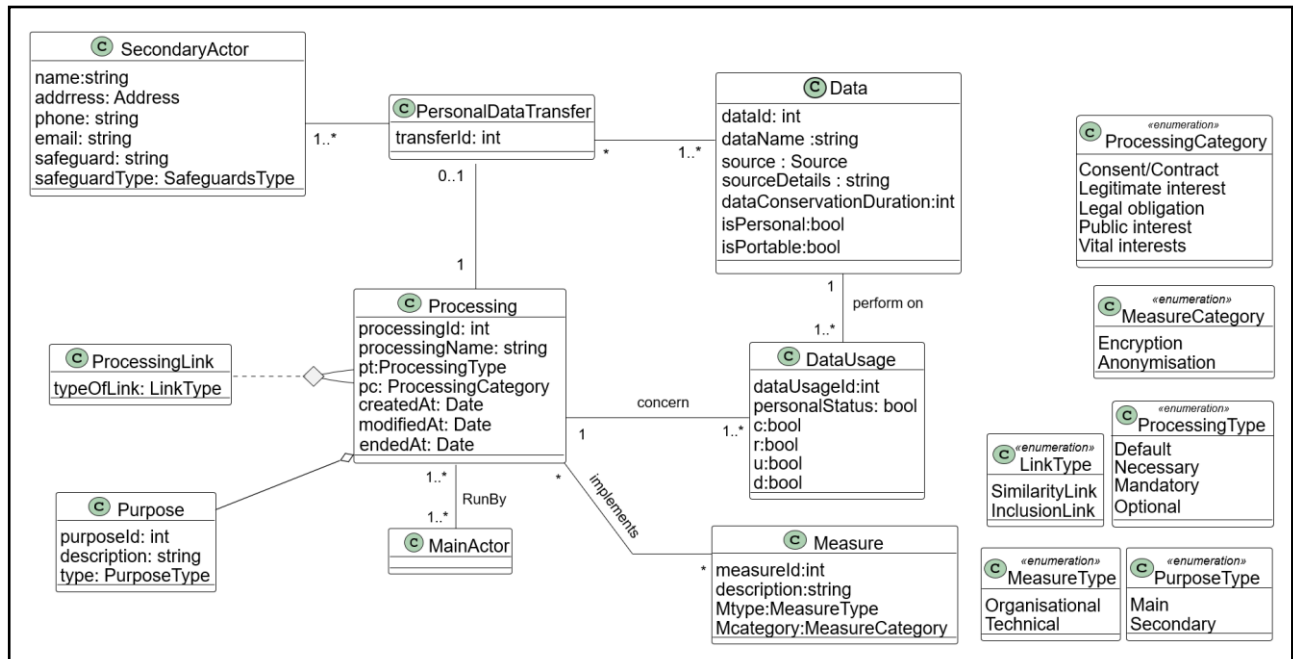 C SecondaryActor
name:string
addrress: Address
phone: string
email: string
safeguard: string
safeguardType: SafeguardsType
1..*
C PersonalDataTransfer
transferId: int
*
1..*
0..1
1
C Data
dataId: int
dataName :string
source : Source
sourceDetails : string
dataConservationDuration:int
isPersonal:bool
isPortable:bool
1
perform on
1..*
C Processing
processingId: int
processingName: string
pt:ProcessingType
pc: ProcessingCategory
createdAt: Date
modifiedAt: Date
endedAt: Date
C ProcessingLink
typeOfLink: LinkType
concern
1
1..*
C DataUsage
dataUsageId:int
personalStatus: bool
c:bool
r:bool
u:bool
d:bool
C Purpose
purposeId: int
description: string
type: PurposeType
1..*
RunBy
1..*
C MainActor
*
implements
*
C Measure
measureId:int
description:string
Mtype:MeasureType
Mcategory:MeasureCategory
«enumeration»
C ProcessingCategory
Consent/Contract
Legitimate interest
Legal obligation
Public interest
Vital interests
«enumeration»
C MeasureCategory
Encryption
Anonymisation
«enumeration»
C LinkType
SimilarityLink
InclusionLink
«enumeration»
C ProcessingType
Default
Necessary
Mandatory
Optional
«enumeration»
C MeasureType
Organisational
Technical
«enumeration»
C PurposeType
Main
Secondary